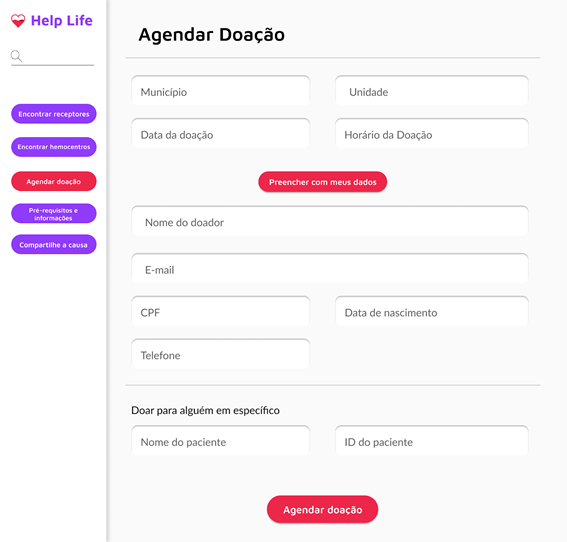 Help Life
Encontrar receptores
Encontrar hemocentros
Agendar doação
Pré-requisitos e
informações
Compartilhe a causa
Agendar Doação
Município
Unidade
Data da doação
Horário da Doação
Preencher com meus dados
Nome do doador
E-mail
CPF
Data de nascimento
Telefone
Doar para alguém em específico
Nome do paciente
ID do paciente
Agendar doação